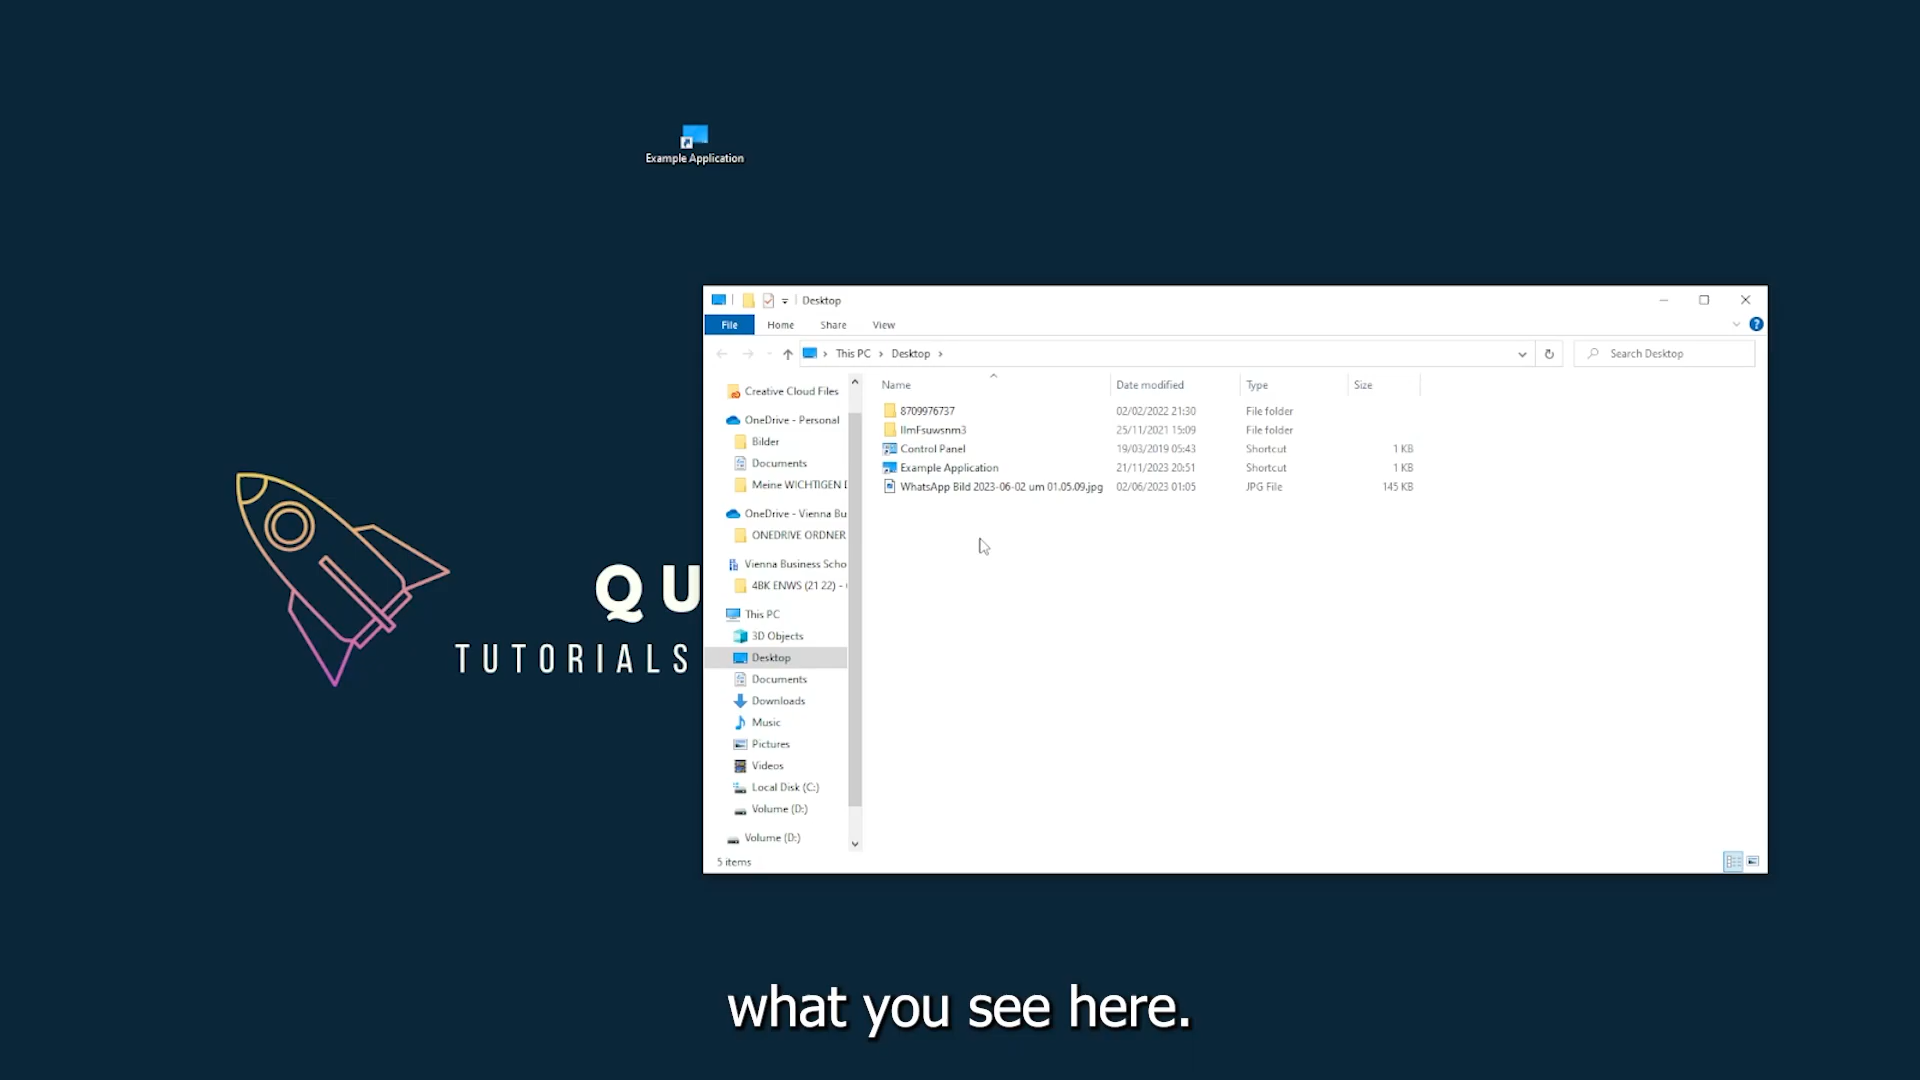 Example Application
QU
TUTORIALS
Desktop
File Home Share View
This PC Desktop
Search Desktop
Name Date modified Type Size
8709976737 02/02/2022 21:30 File folder
25/11/2021 15:09 File folder
Control Panel 19/03/2019 05:43 Shortcut 1 KB
Example Application 21/11/2023 20:51 Shortcut 1 KB
WhatsApp Bild 2023-06-02 um 01.05.09.jpg 02/06/2023 01:05 JPG File 145 KB
Creative Cloud Files
OneDrive - Personal
Bilder
Documents
Meine WICHTIGEN
OneDrive - Vienna Bu
ONEDRIVE ORDNER
Vienna Business Scho
4BK ENWS (21 22) -
This PC
3D Objects
Desktop
Documents
Downloads
Music
Pictures
Videos
Local Disk (C:)
Volume (D:)
Volume (D:)
5 items
what you see here.